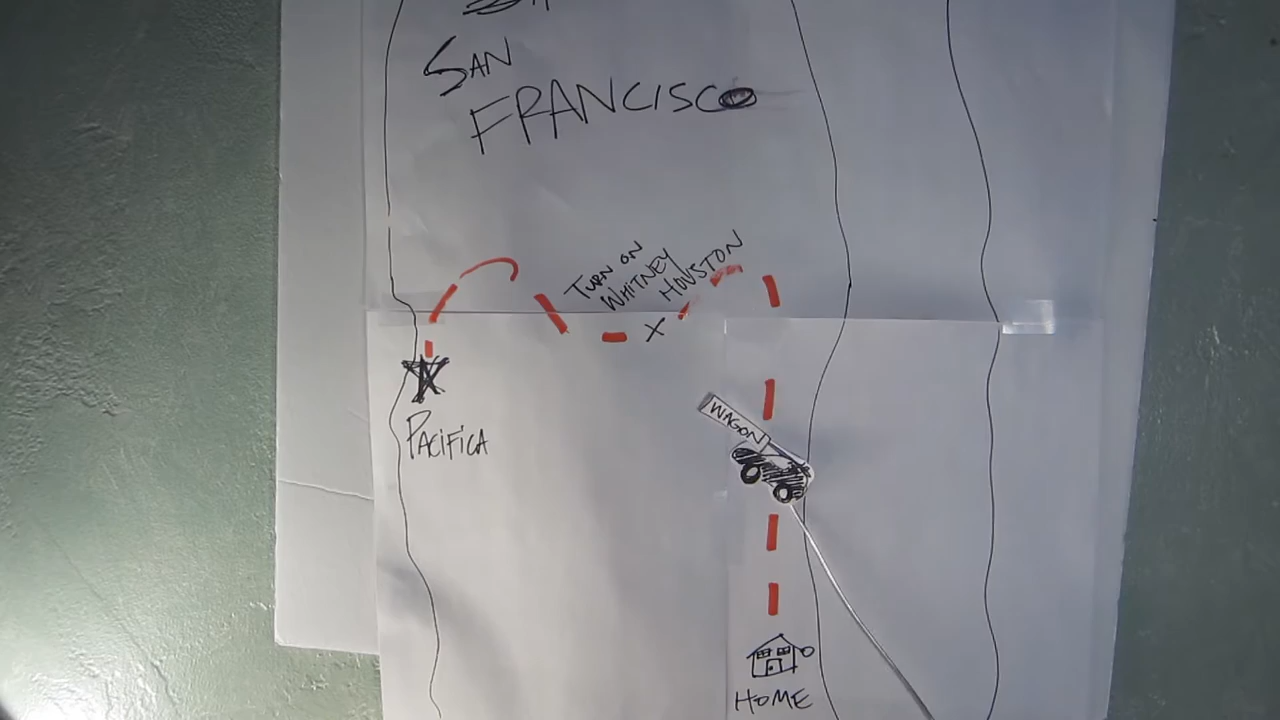 SAN
FRANCISCO
TURN ON
WHITNEY
HOUSTON
X
PACIFICA
WAGON
HOME